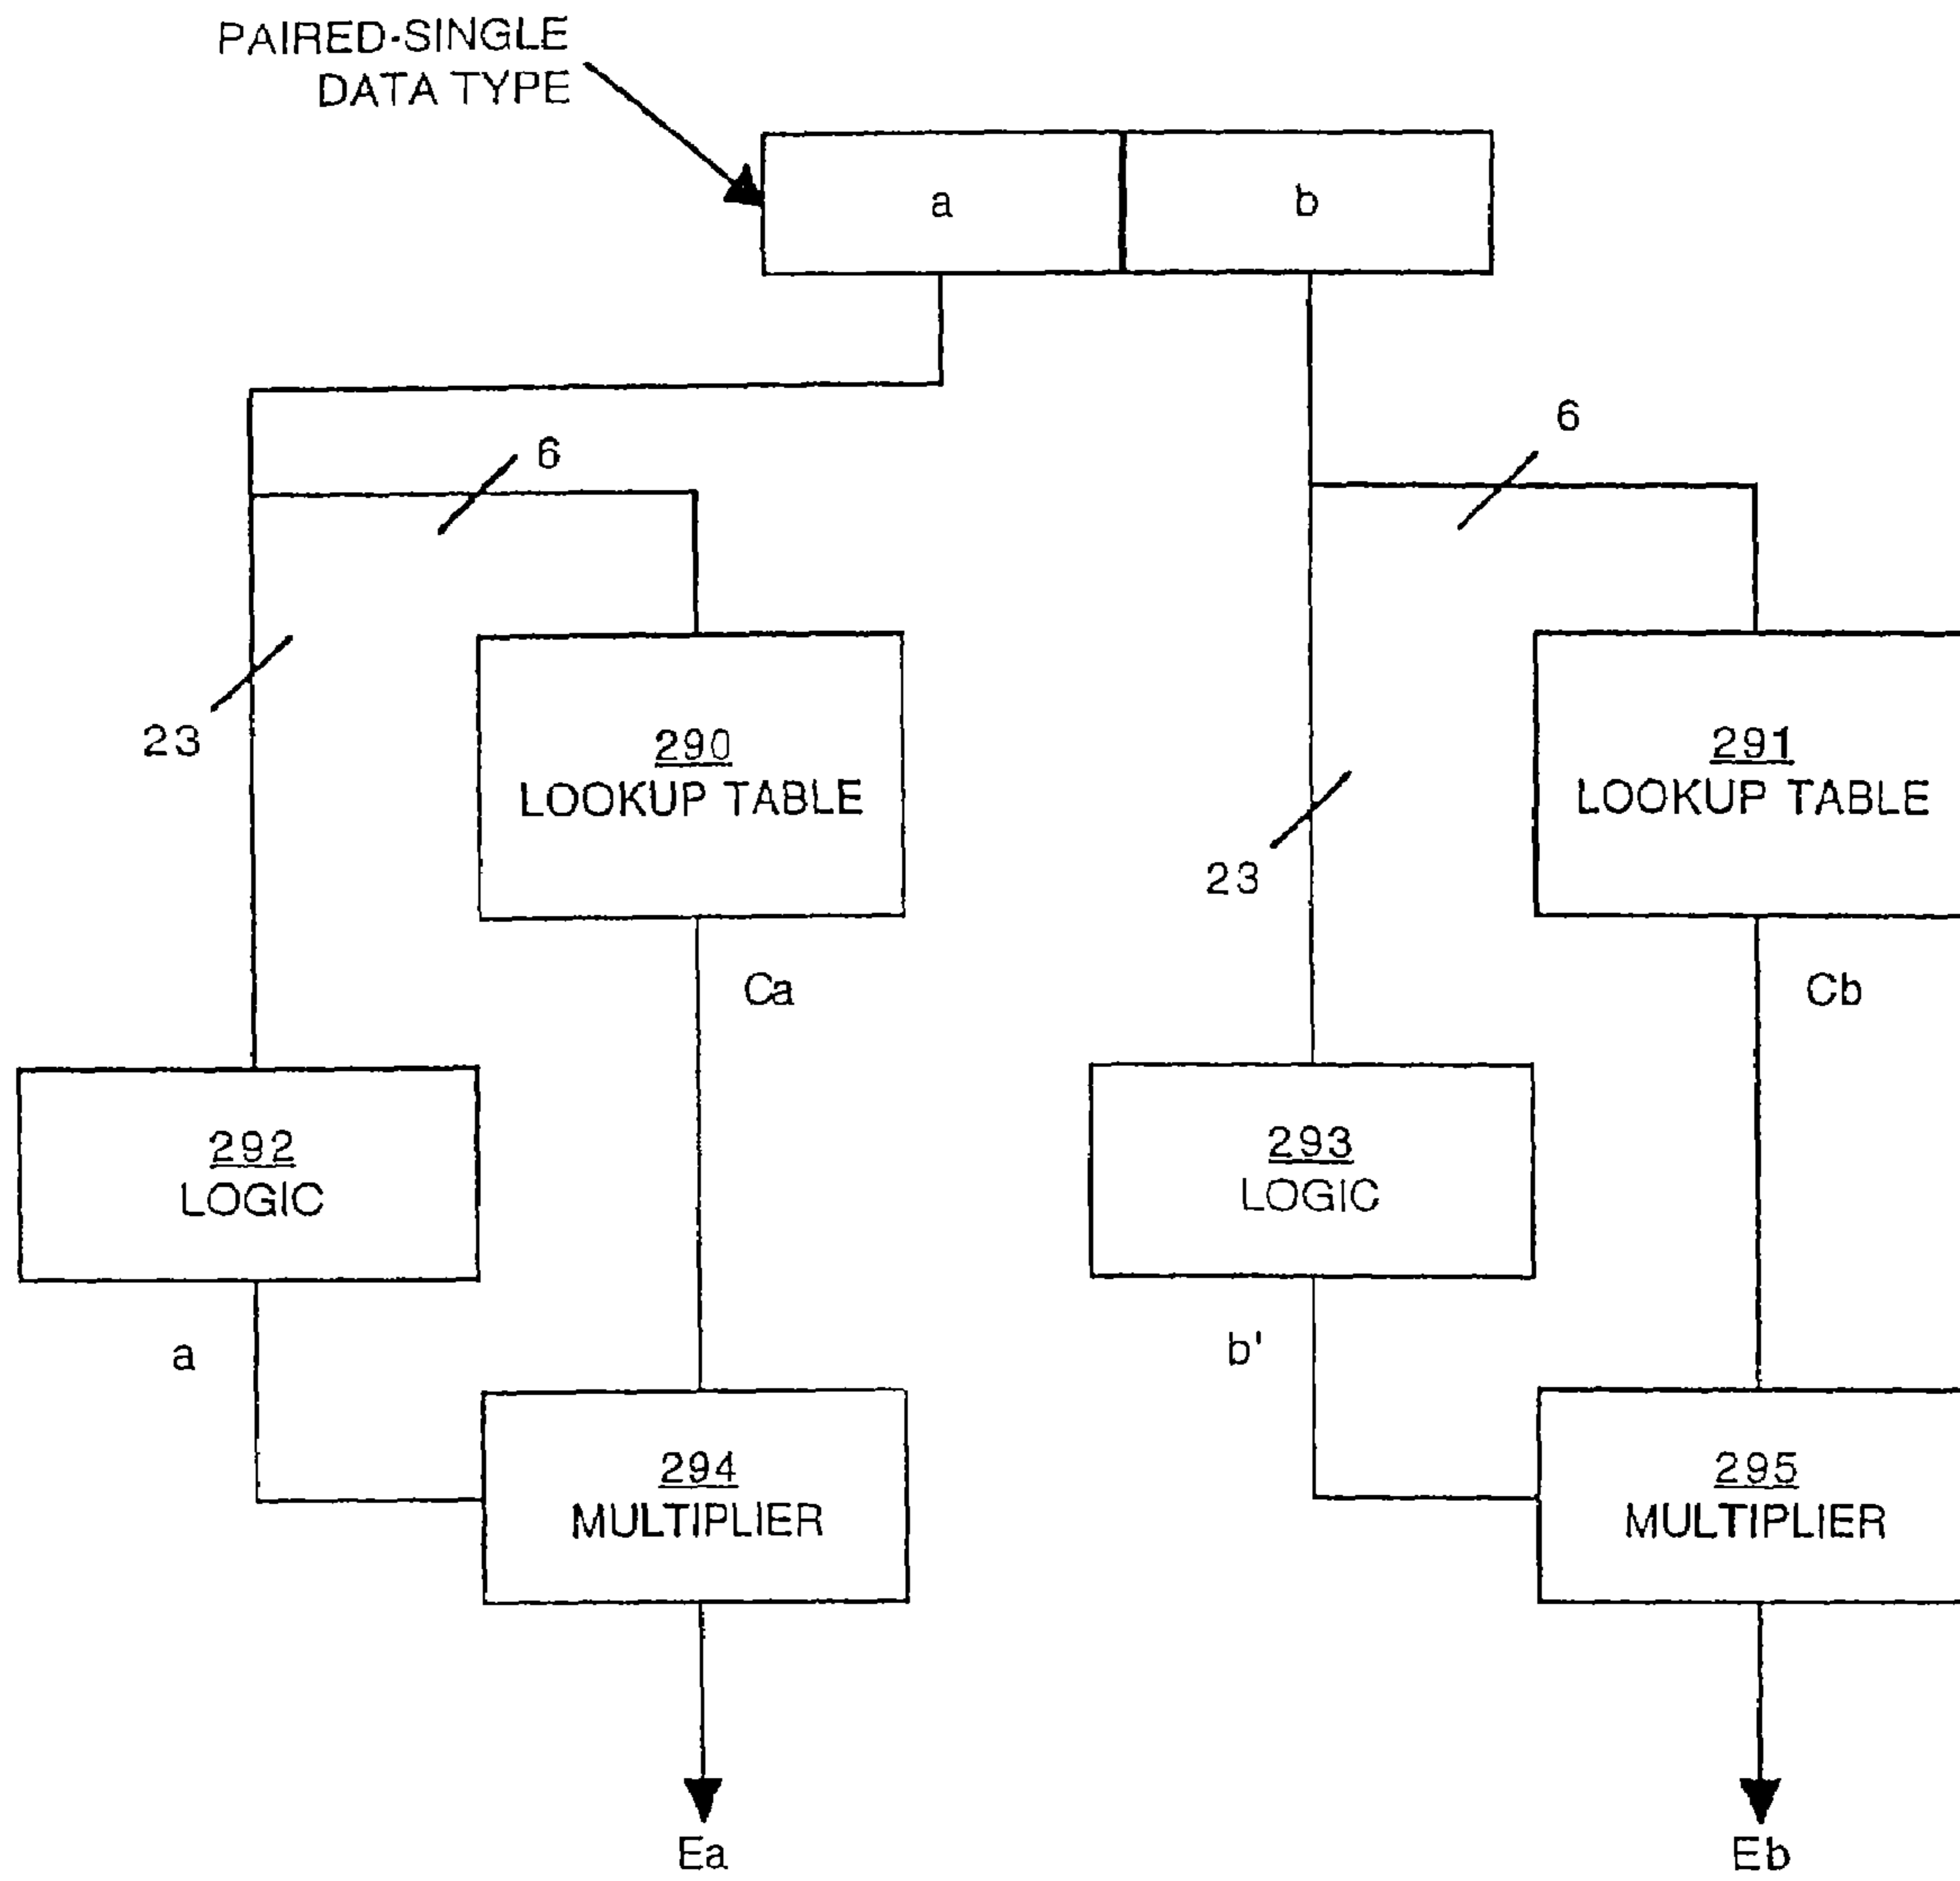 PAIRED-SINGLE
DATA TYPE
a
b
6
6
23
290
LOOKUP TABLE
291
LOOKUP TABLE
23
Ca
Cb
292
LOGIC
293
LOGIC
a
b'
294
MULTIPLIER
295
MULTIPLIER
Ea
Eb